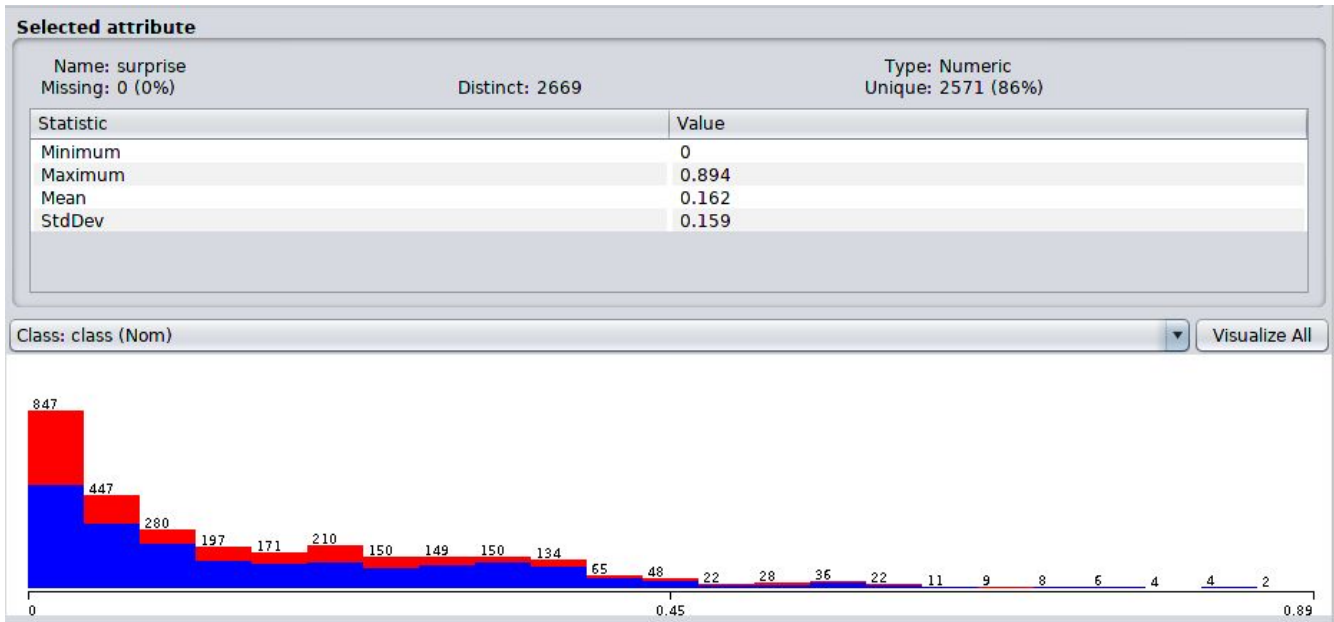 Selected attribute
Name: surprise Type: Numeric
Missing: 0 (0%) Distinct: 2669 Unique: 2571 (86%)
Statistic Value
Minimum 0
Maximum 0.894
Mean 0.162
StdDev 0.159
Class: class (Nom) Visualize All
847
447
280
197 171 210 150 149 150 134
65 48 22 28 36 22 11 9 8 6 4 4 2
0 0.45 0.89